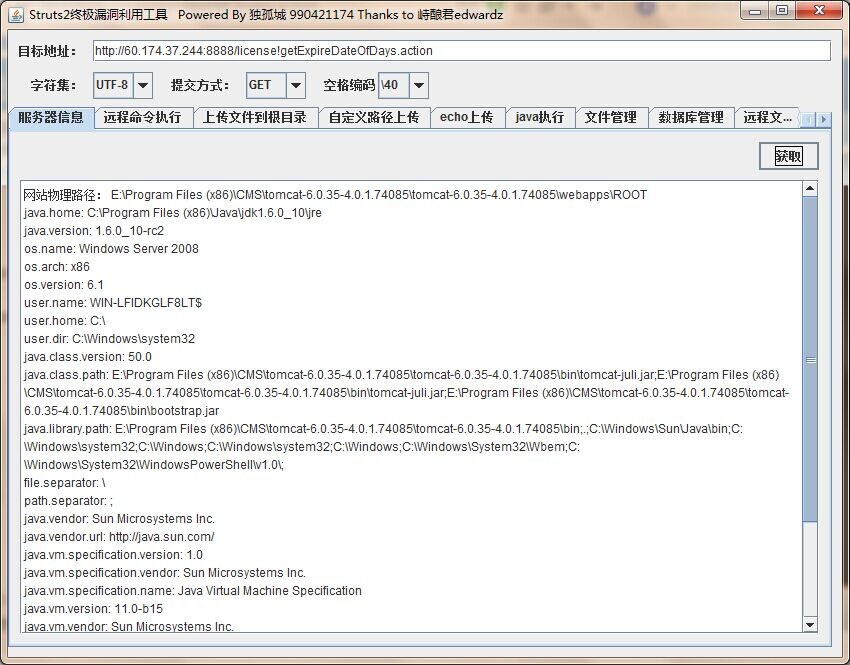 Struts2终极漏洞利用工具 Powered By 独孤城 990421174 Thanks to 峙酿君edwardz
目标地址: http://60.174.37.244:8888/license!getExpireDateOfDays.action
字符集: UTF-8 提交方式: GET 空格编码 \40
服务器信息 远程命令执行 上传文件到根目录 自定义路径上传 echo上传 java执行 文件管理 数据库管理 远程文...
获取
网站物理路径: E:\Program Files (x86)\CMS\tomcat-6.0.35-4.0.1.74085\tomcat-6.0.35-4.0.1.74085\webapps\ROOT
java.home: C:\Program Files (x86)\Java\jdk1.6.0_10\jre
java.version: 1.6.0_10-rc2
os.name: Windows Server 2008
os.arch: x86
os.version: 6.1
user.name: WIN-LFIDKGLF8LT$
user.home: C:\
user.dir: C:\Windows\system32
java.class.version: 50.0
java.class.path: E:\Program Files (x86)\CMS\tomcat-6.0.35-4.0.1.74085\tomcat-6.0.35-4.0.1.74085\bin\tomcat-juli.jar;E:\Program Files (x86)
\CMS\tomcat-6.0.35-4.0.1.74085\tomcat-6.0.35-4.0.1.74085\bin\tomcat-juli.jar;E:\Program Files (x86)\CMS\tomcat-6.0.35-4.0.1.74085\tomcat-
6.0.35-4.0.1.74085\bin\bootstrap.jar
java.library.path: E:\Program Files (x86)\CMS\tomcat-6.0.35-4.0.1.74085\tomcat-6.0.35-4.0.1.74085\bin;.;C:\Windows\Sun\Java\bin;C:
\Windows\system32;C:\Windows;C:\Windows\system32;C:\Windows;C:\Windows\System32\Wbem;C:
\Windows\System32\WindowsPowerShell\v1.0\;
file.separator: \
path.separator: ;
java.vendor: Sun Microsystems Inc.
java.vendor.url: http://java.sun.com/
java.vm.specification.version: 1.0
java.vm.specification.vendor: Sun Microsystems Inc.
java.vm.specification.name: Java Virtual Machine Specification
java.vm.version: 11.0-b15
java.vm.vendor: Sun Microsystems Inc.